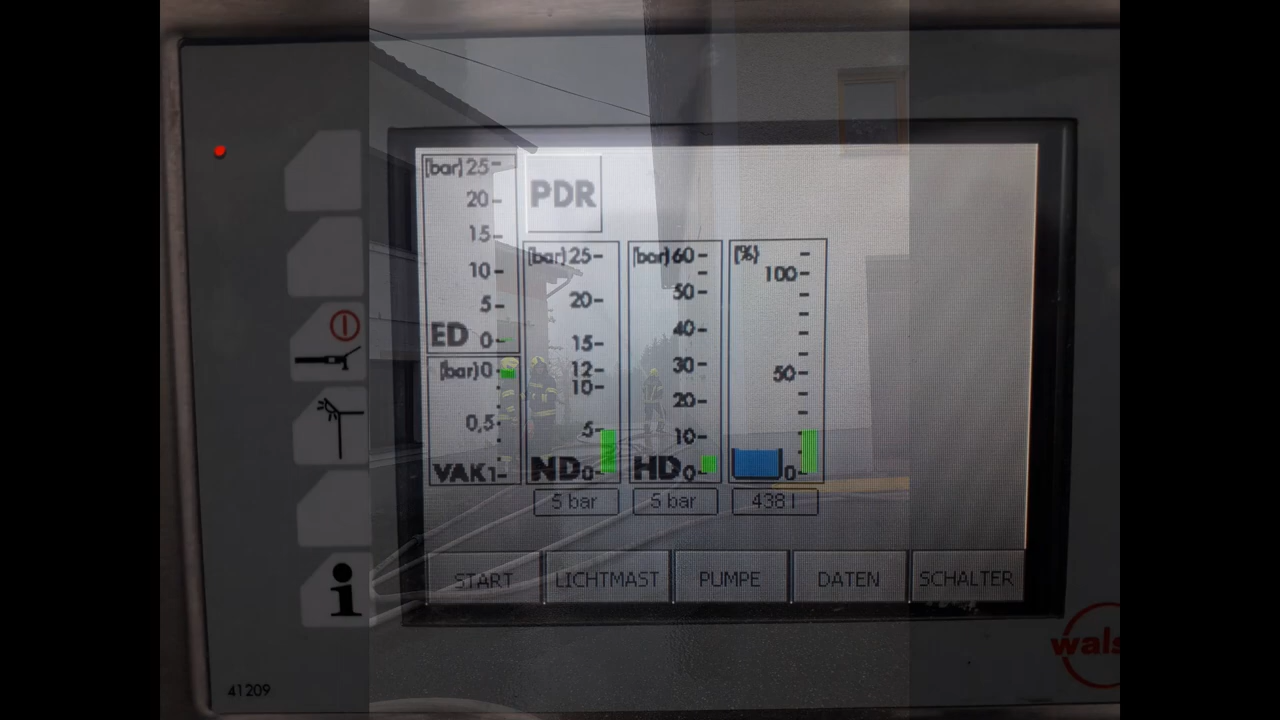 [bar] 25
20
15
10
5
ED 0
[bar] 0
0,5
VAK 1
PDR
[bar] 25
20
15
12
10
5
ND 0
5 bar
[bar] 60
50
40
30
20
10
HD 0
5 bar
[%]
100
50
0
438 l
START
LICHTMAST
PUMPE
DATEN
SCHALTER
41209